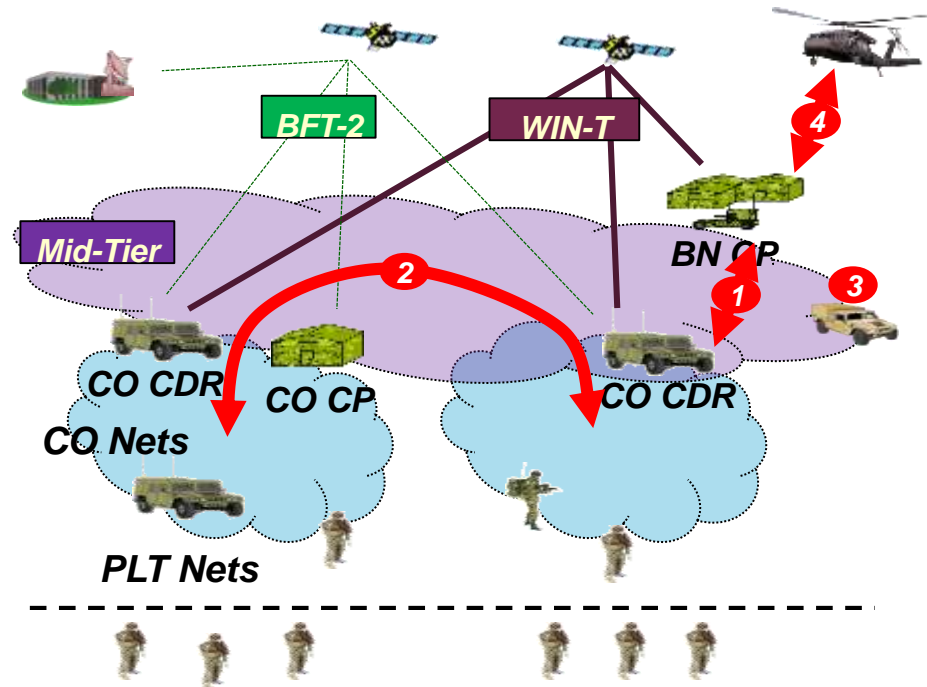 BFT-2
WIN-T
4
Mid-Tier
2
BN CP
1
3
CO CDR
CO CP
CO CDR
CO Nets
PLT Nets